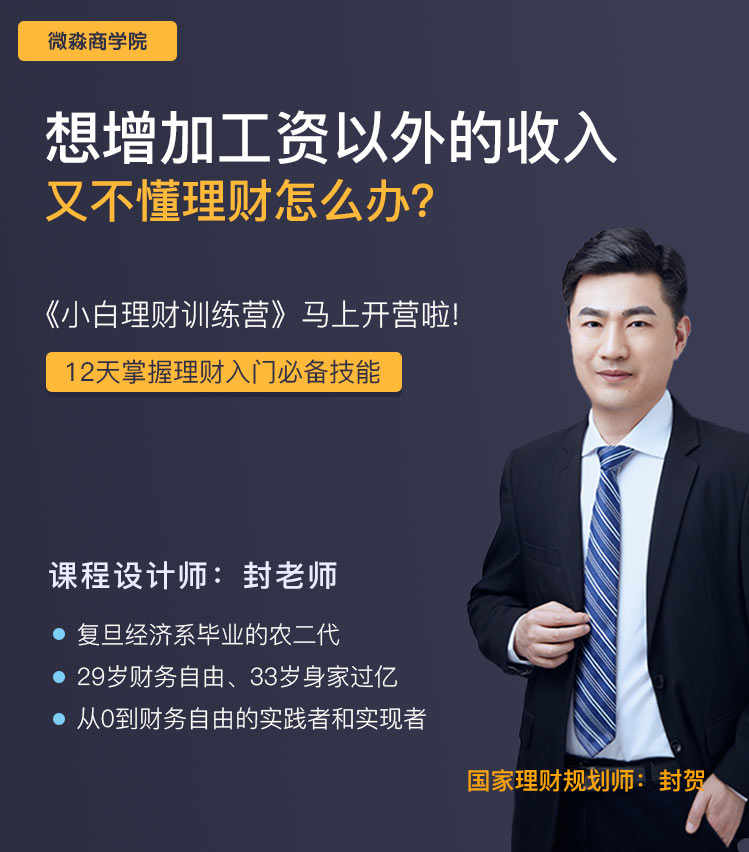 微淼商学院
想增加工资以外的收入
又不懂理财怎么办?
《小白理财训练营》马上开营啦!
12天掌握理财入门必备技能
课程设计师：封老师
复旦经济系毕业的农二代
29岁财务自由、33岁身家过亿
从0到财务自由的实践者和实现者
国家理财规划师：封贺